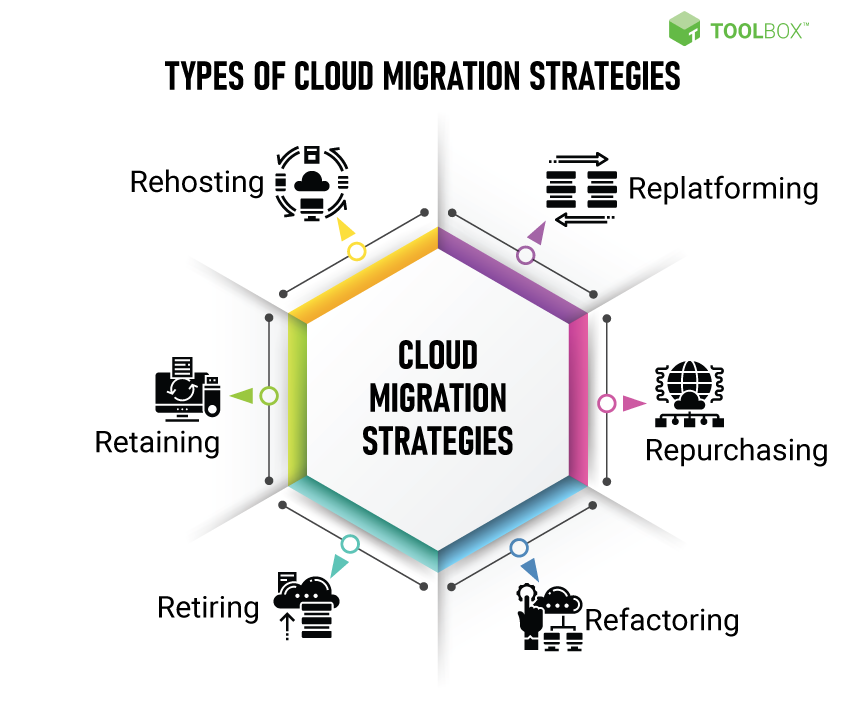 TOOLBOX™
TYPES OF CLOUD MIGRATION STRATEGIES
Rehosting
Replatforming
CLOUD
MIGRATION
STRATEGIES
Retaining
Repurchasing
Retiring
Refactoring